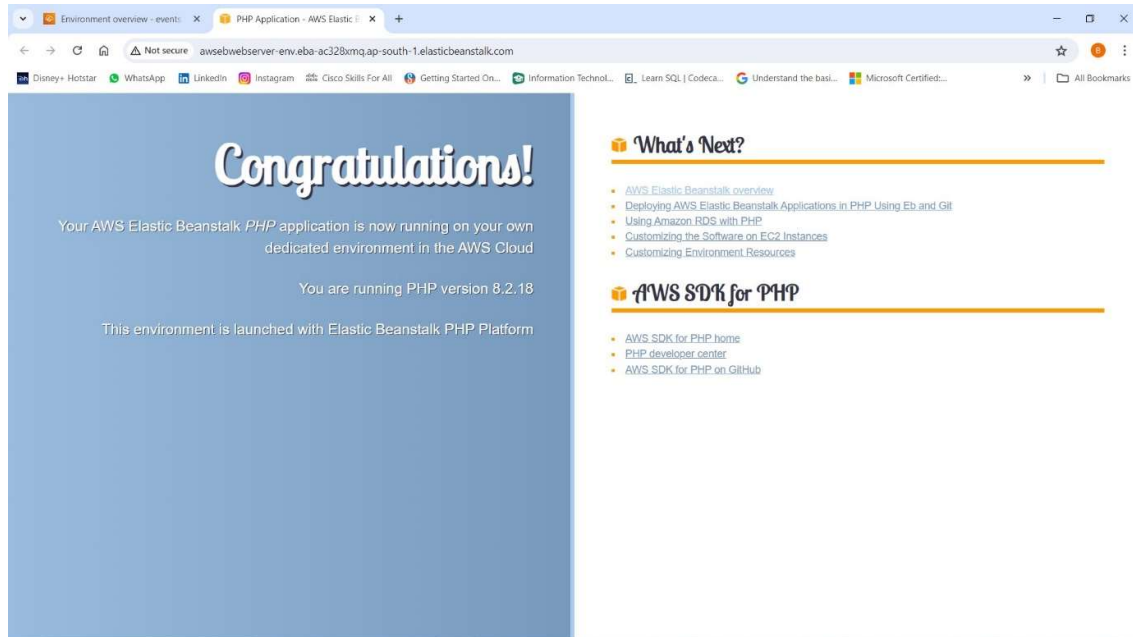 Environment overview - events
PHP Application - AWS Elastic
Not secure
awsebwebserver-env.eba-ac328xmq.ap-south-1.elasticbeanstalk.com
B
Disney+ Hotstar
WhatsApp
LinkedIn
Instagram
Cisco Skills For All
Getting Started On...
Information Technol...
Learn SQL | Codeca...
Understand the basi...
Microsoft Certified:...
»
All Bookmarks
Congratulations!
Your AWS Elastic Beanstalk PHP application is now running on your own
dedicated environment in the AWS Cloud
You are running PHP version 8.2.18
This environment is launched with Elastic Beanstalk PHP Platform
What's Next?
AWS Elastic Beanstalk overview
Deploying AWS Elastic Beanstalk Applications in PHP Using Eb and Git
Using Amazon RDS with PHP
Customizing the Software on EC2 Instances
Customizing Environment Resources
AWS SDK for PHP
AWS SDK for PHP home
PHP developer center
AWS SDK for PHP on GitHub